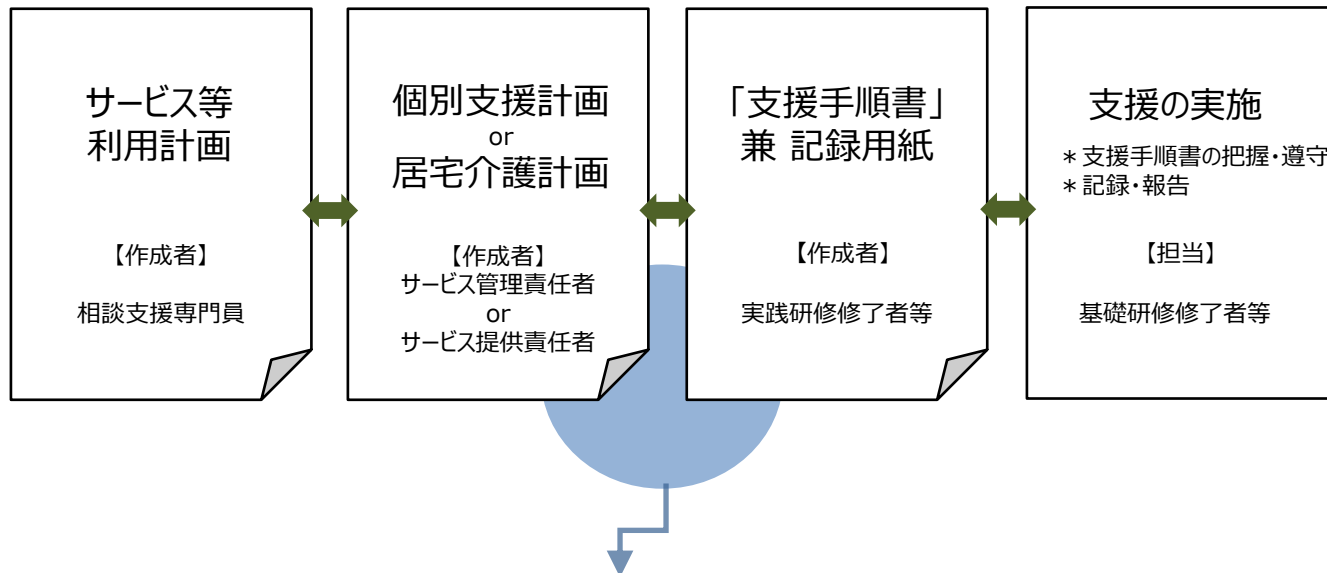 サービス等
利用計画
【作成者】
相談支援専門員
個別支援計画
or
居宅介護計画
【作成者】
サービス管理責任者
or
サービス提供責任者
「支援手順書」
兼 記録用紙
【作成者】
実践研修修了者等
支援の実施
＊支援手順書の把握・遵守
＊記録・報告
【担当】
基礎研修修了者等